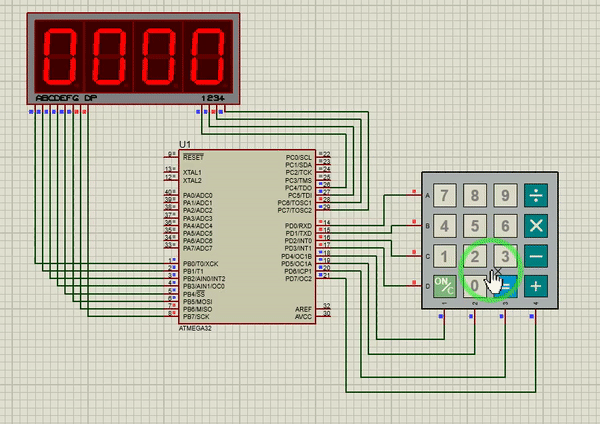 0000
ABCDEFG DP
1234
U1
9
RESET
13
XTAL1
12
XTAL2
40
PA0/ADC0
39
PA1/ADC1
38
PA2/ADC2
37
PA3/ADC3
36
PA4/ADC4
35
PA5/ADC5
34
PA6/ADC6
33
PA7/ADC7
1
PB0/T0/XCK
2
PB1/T1
3
PB2/AIN0/INT2
4
PB3/AIN1/OC0
5
PB4/SS
6
PB5/MOSI
7
PB6/MISO
8
PB7/SCK
ATMEGA32
PC0/SCL
22
PC1/SDA
23
PC2/TCK
24
PC3/TMS
25
PC4/TDO
26
PC5/TDI
27
PC6/TOSC1
28
PC7/TOSC2
29
PD0/RXD
14
PD1/TXD
15
PD2/INT0
16
PD3/INT1
17
PD4/OC1B
18
PD5/OC1A
19
PD6/ICP1
20
PD7/OC2
21
AREF
32
AVCC
30
A
7 8 9 ÷
B
4 5 6 ×
C
1 2 3 −
D
ON/C 0 = +
1 2 3 4